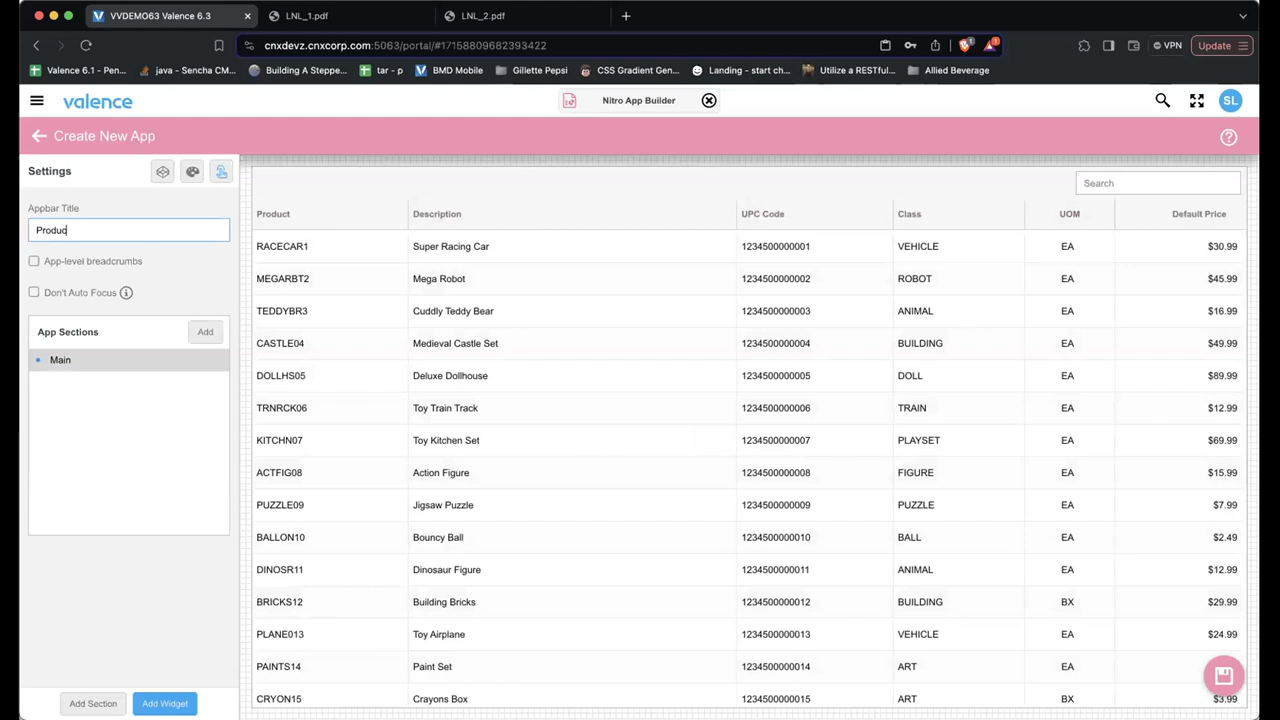 VVDEMO63 Valence 6.3
LNL_1.pdf
LNL_2.pdf
cnxdevz.cnxcorp.com:5063/portal/#17158809682393422
1
1
VPN
Update
Valence 6.1 - Pen...
java - Sencha CM...
Building A Steppe...
tar - p
BMD Mobile
Gillette Pepsi
CSS Gradient Gen...
Landing - start ch...
Utilize a RESTful...
Allied Beverage
valence
Nitro App Builder
SL
Create New App
Settings
Appbar Title
Produc
App-level breadcrumbs
Don't Auto Focus
App Sections
Add
Main
Add Section
Add Widget
Search
Product Description UPC Code Class UOM Default Price
RACECAR1 Super Racing Car 1234500000001 VEHICLE EA $30.99
MEGARBT2 Mega Robot 1234500000002 ROBOT EA $45.99
TEDDYBR3 Cuddly Teddy Bear 1234500000003 ANIMAL EA $16.99
CASTLE04 Medieval Castle Set 1234500000004 BUILDING EA $49.99
DOLLHS05 Deluxe Dollhouse 1234500000005 DOLL EA $89.99
TRNRCK06 Toy Train Track 1234500000006 TRAIN EA $12.99
KITCHN07 Toy Kitchen Set 1234500000007 PLAYSET EA $69.99
ACTFIG08 Action Figure 1234500000008 FIGURE EA $15.99
PUZZLE09 Jigsaw Puzzle 1234500000009 PUZZLE EA $7.99
BALLON10 Bouncy Ball 1234500000010 BALL EA $2.49
DINOSR11 Dinosaur Figure 1234500000011 ANIMAL EA $12.99
BRICKS12 Building Bricks 1234500000012 BUILDING BX $29.99
PLANE013 Toy Airplane 1234500000013 VEHICLE EA $24.99
PAINTS14 Paint Set 1234500000014 ART EA
CRYON15 Crayons Box 1234500000015 ART BX $3.99